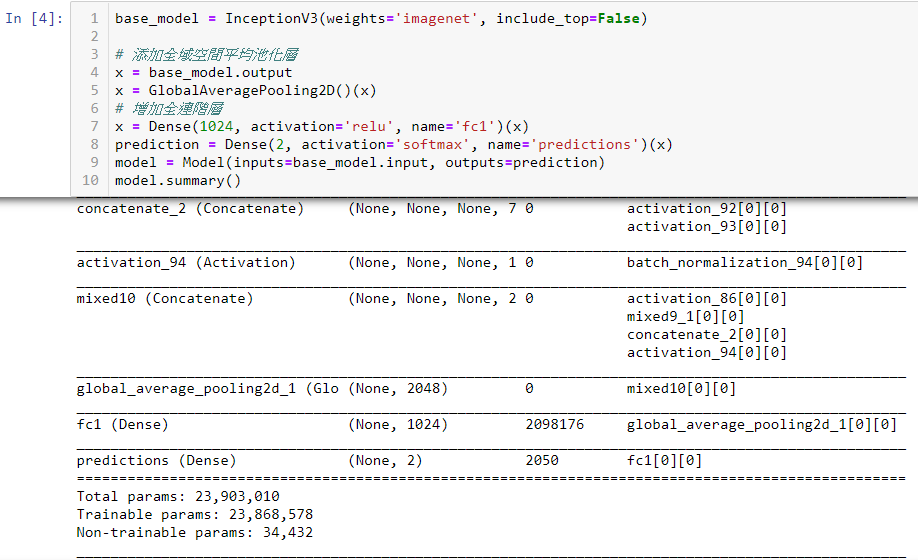 In [4]:
1 base_model = InceptionV3(weights='imagenet', include_top=False)
2
3 # 添加全域空間平均池化層
4 x = base_model.output
5 x = GlobalAveragePooling2D()(x)
6 # 增加全連階層
7 x = Dense(1024, activation='relu', name='fc1')(x)
8 prediction = Dense(2, activation='softmax', name='predictions')(x)
9 model = Model(inputs=base_model.input, outputs=prediction)
10 model.summary()
concatenate_2 (Concatenate) (None, None, None, 7 0 activation_92[0][0]
activation_93[0][0]
activation_94 (Activation) (None, None, None, 1 0 batch_normalization_94[0][0]
mixed10 (Concatenate) (None, None, None, 2 0 activation_86[0][0]
mixed9_1[0][0]
concatenate_2[0][0]
activation_94[0][0]
global_average_pooling2d_1 (Glo (None, 2048) 0 mixed10[0][0]
fc1 (Dense) (None, 1024) 2098176 global_average_pooling2d_1[0][0]
predictions (Dense) (None, 2) 2050 fc1[0][0]
Total params: 23,903,010
Trainable params: 23,868,578
Non-trainable params: 34,432